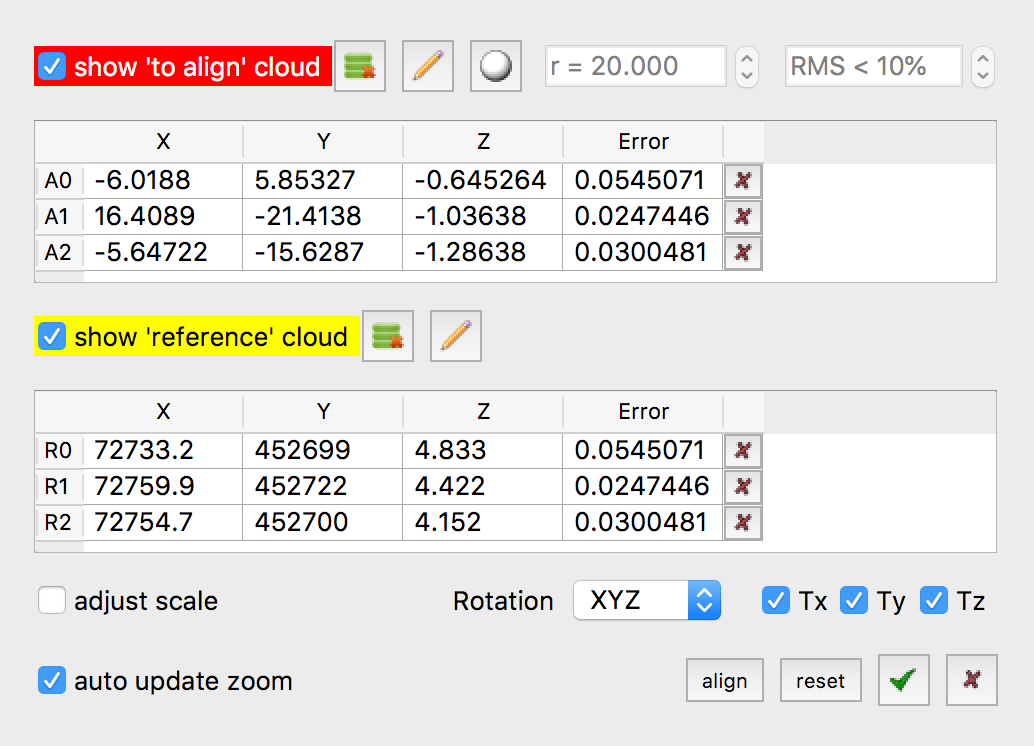 show 'to align' cloud r = 20.000 RMS < 10%
X Y Z Error
A0 -6.0188 5.85327 -0.645264 0.0545071
A1 16.4089 -21.4138 -1.03638 0.0247446
A2 -5.64722 -15.6287 -1.28638 0.0300481
show 'reference' cloud
X Y Z Error
R0 72733.2 452699 4.833 0.0545071
R1 72759.9 452722 4.422 0.0247446
R2 72754.7 452700 4.152 0.0300481
adjust scale Rotation XYZ Tx Ty Tz
auto update zoom align reset